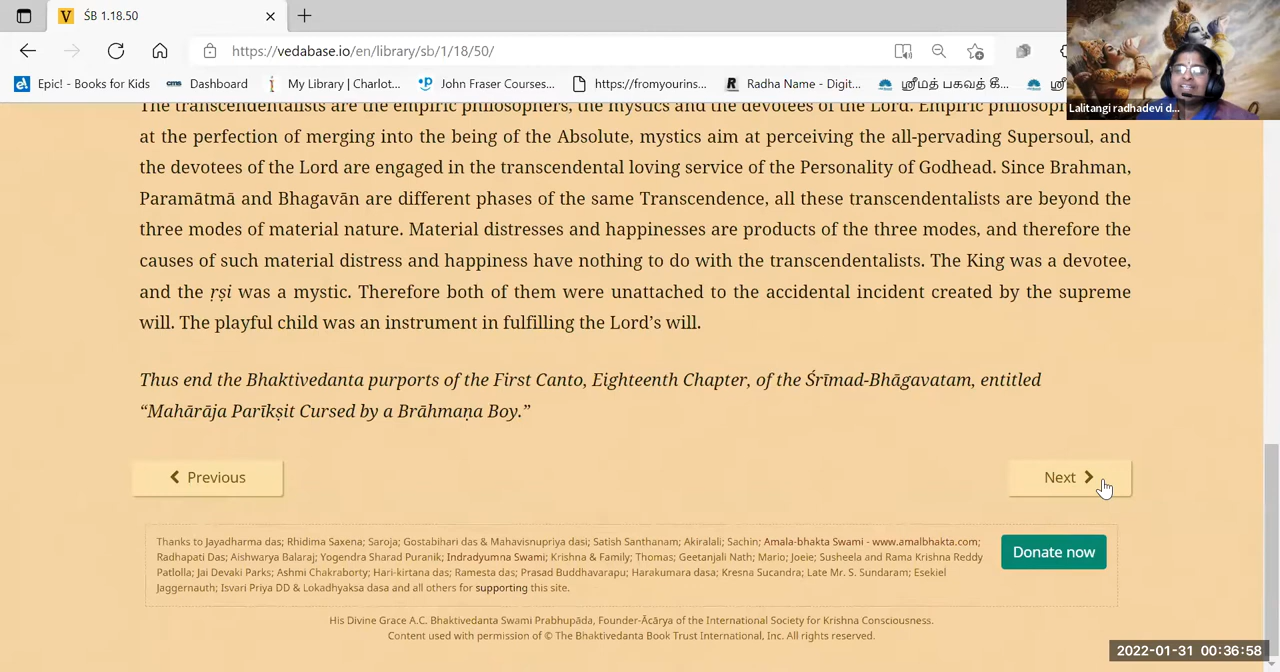 ŚB 1.18.50
https://vedabase.io/en/library/sb/1/18/50/
Epic! - Books for Kids
Dashboard
My Library | Charlot...
John Fraser Courses...
https://fromyourins...
Radha Name - Digit...
ஸ்ரீமத் பகவத் கீ...
Lalitangi radhadevi d...
The transcendentalists are the empiric philosophers, the mystics and the devotees of the Lord. Empiric
at the perfection of merging into the being of the Absolute, mystics aim at perceiving the all-pervading Supersoul, and
the devotees of the Lord are engaged in the transcendental loving service of the Personality of Godhead. Since Brahman,
Paramātmā and Bhagavān are different phases of the same Transcendence, all these transcendentalists are beyond the
three modes of material nature. Material distresses and happinesses are products of the three modes, and therefore the
causes of such material distress and happiness have nothing to do with the transcendentalists. The King was a devotee,
and the ṛṣi was a mystic. Therefore both of them were unattached to the accidental incident created by the supreme
will. The playful child was an instrument in fulfilling the Lord’s will.
Thus end the Bhaktivedanta purports of the First Canto, Eighteenth Chapter, of the Śrīmad-Bhāgavatam, entitled
“Mahārāja Parīkṣit Cursed by a Brāhmaṇa Boy.”
Previous
Next
Thanks to Jayadharma das; Rhidima Saxena; Saroja; Gostabihari das & Mahavisnupriya dasi; Satish Santhanam; Akiralali; Sachin; Amala-bhakta Swami - www.amalbhakta.com;
Radhapati Das; Aishwarya Balaraj; Yogendra Sharad Puranik; Indradyumna Swami; Krishna & Family; Thomas; Geetanjali Nath; Mario; Joeie; Susheela and Rama Krishna Reddy
Patlolla; Jai Devaki Parks; Ashmi Chakraborty; Hari-kirtana das; Ramesta das; Prasad Buddhavarapu; Harakumara dasa; Kresna Sucandra; Late Mr. S. Sundaram; Esekiel
Jaggernauth; Isvari Priya DD & Lokadhyaksa dasa and all others for supporting this site.
Donate now
His Divine Grace A.C. Bhaktivedanta Swami Prabhupāda, Founder-Ācārya of the International Society for Krishna Consciousness.
Content used with permission of © The Bhaktivedanta Book Trust International, Inc. All rights reserved.
2022-01-31 00:36:58